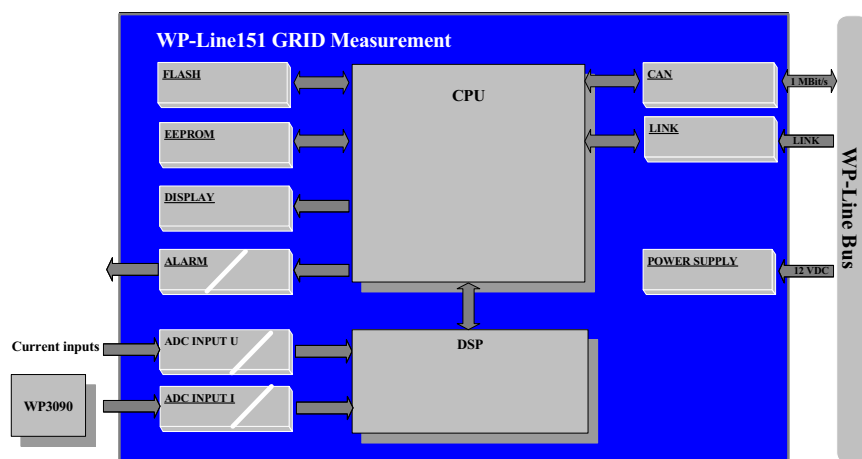 WP-Line151 GRID Measurement
FLASH
CPU
CAN
1 MBit/s
EEPROM
LINK
LINK
DISPLAY
WP-Line Bus
ALARM
POWER SUPPLY
12 VDC
Current inputs
ADC INPUT U
DSP
WP3090
ADC INPUT I